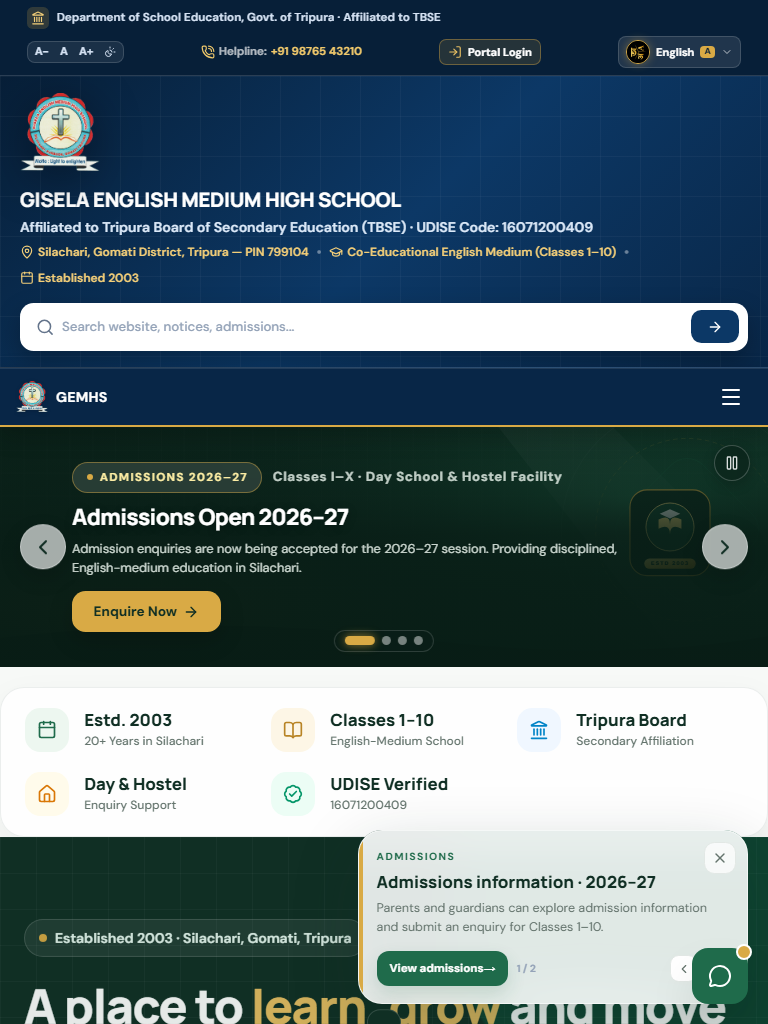 Department of School Education, Govt. of Tripura · Affiliated to TBSE
A− A A+
Helpline: +91 98765 43210
Portal Login
English A
GISELA ENGLISH MEDIUM HIGH SCHOOL
Affiliated to Tripura Board of Secondary Education (TBSE) · UDISE Code: 16071200409
Silachari, Gomati District, Tripura — PIN 799104 • Co-Educational English Medium (Classes 1–10) •
Established 2003
Search website, notices, admissions...
GEMHS
ADMISSIONS 2026–27
Classes I–X · Day School & Hostel Facility
Admissions Open 2026–27
Admission enquiries are now being accepted for the 2026–27 session. Providing disciplined,
English-medium education in Silachari.
Enquire Now →
Estd. 2003
20+ Years in Silachari
Classes 1–10
English-Medium School
Tripura Board
Secondary Affiliation
Day & Hostel
Enquiry Support
UDISE Verified
16071200409
ADMISSIONS
Admissions information · 2026–27
Parents and guardians can explore admission information
and submit an enquiry for Classes 1–10.
View admissions→
1 / 2
Established 2003 · Silachari, Gomati, Tripura
A place to learn, grow and move